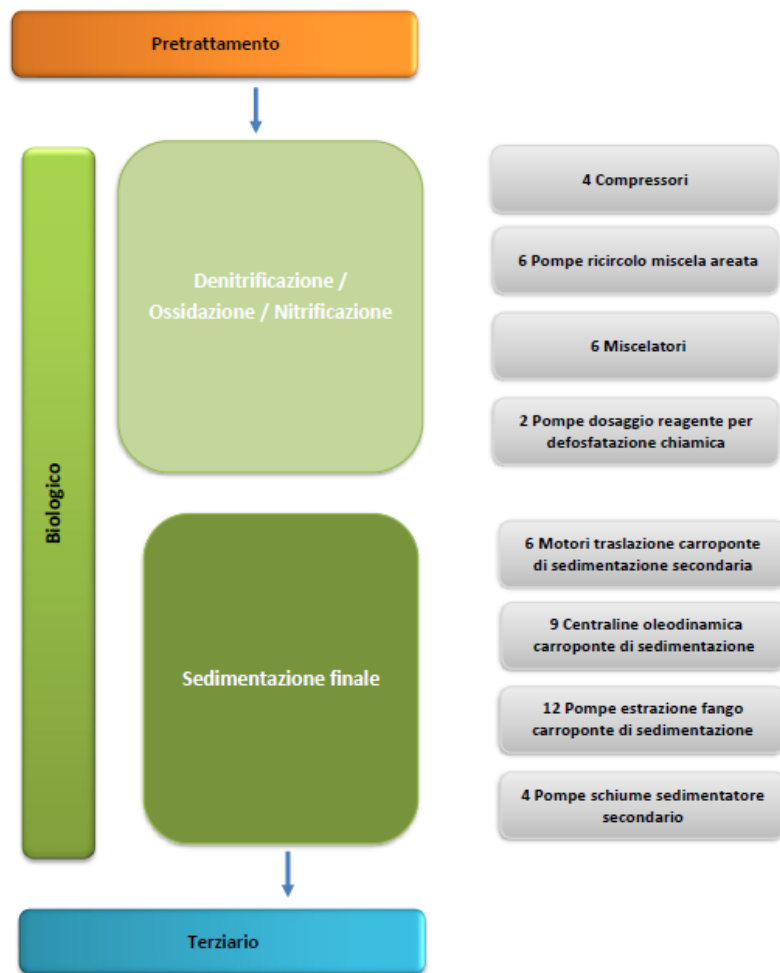 Pretrattamento
Biologico
Denitrificazione /
Ossidazione / Nitrificazione
4 Compressori
6 Pompe ricircolo miscela areata
6 Miscelatori
2 Pompe dosaggio reagente per
defosfatazione chiamica
Sedimentazione finale
6 Motori traslazione carroponte
di sedimentazione secondaria
9 Centraline oleodinamica
carroponte di sedimentazione
12 Pompe estrazione fango
carroponte di sedimentazione
4 Pompe schiume sedimentatore
secondario
Terziario